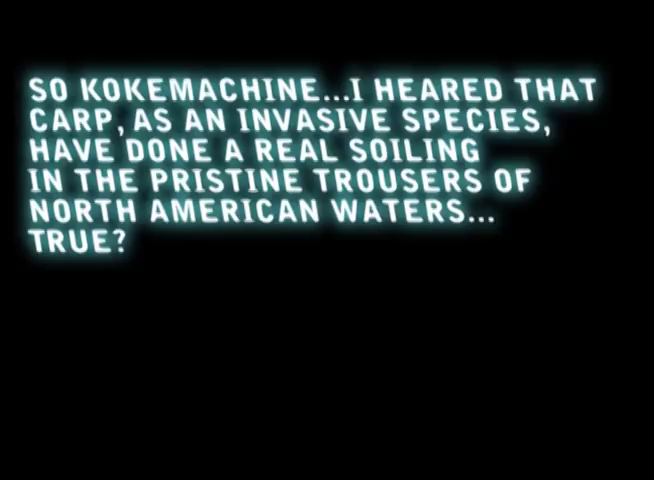 SO KOKEMACHINE...I HEARED THAT
CARP, AS AN INVASIVE SPECIES,
HAVE DONE A REAL SOILING
IN THE PRISTINE TROUSERS OF
NORTH AMERICAN WATERS...
TRUE?